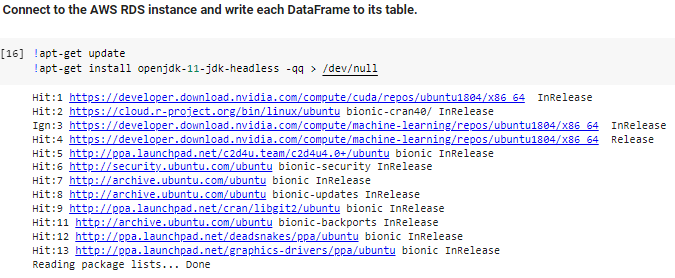 Connect to the AWS RDS instance and write each DataFrame to its table.
[16] !apt-get update
!apt-get install openjdk-11-jdk-headless -qq > /dev/null
Hit:1 https://developer.download.nvidia.com/compute/cuda/repos/ubuntu1804/x86_64 InRelease
Hit:2 https://cloud.r-project.org/bin/linux/ubuntu bionic-cran40/ InRelease
Ign:3 https://developer.download.nvidia.com/compute/machine-learning/repos/ubuntu1804/x86_64 InRelease
Hit:4 https://developer.download.nvidia.com/compute/machine-learning/repos/ubuntu1804/x86_64 Release
Hit:5 http://ppa.launchpad.net/c2d4u.team/c2d4u4.0+/ubuntu bionic InRelease
Hit:6 http://security.ubuntu.com/ubuntu bionic-security InRelease
Hit:7 http://archive.ubuntu.com/ubuntu bionic InRelease
Hit:8 http://archive.ubuntu.com/ubuntu bionic-updates InRelease
Hit:9 http://ppa.launchpad.net/cran/libgit2/ubuntu bionic InRelease
Hit:11 http://archive.ubuntu.com/ubuntu bionic-backports InRelease
Hit:12 http://ppa.launchpad.net/deadsnakes/ppa/ubuntu bionic InRelease
Hit:13 http://ppa.launchpad.net/graphics-drivers/ppa/ubuntu bionic InRelease
Reading package lists... Done